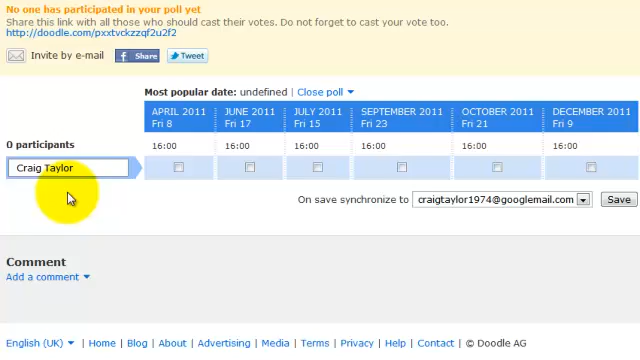 No one has participated in your poll yet
Share this link with all those who should cast their votes. Do not forget to cast your vote too.
http://doodle.com/pxxtvckzzqf2u2f2
Invite by e-mail f Share Tweet
Most popular date: undefined | Close poll
APRIL 2011 JUNE 2011 JULY 2011 SEPTEMBER 2011 OCTOBER 2011 DECEMBER 2011
Fri 8 Fri 17 Fri 15 Fri 23 Fri 21 Fri 9
0 participants 16:00 16:00 16:00 16:00 16:00 16:00
Craig Taylor
On save synchronize to craigtaylor1974@googlemail.com Save
Comment
Add a comment
English (UK) | Home | Blog | About | Advertising | Media | Terms | Privacy | Help | Contact | © Doodle AG